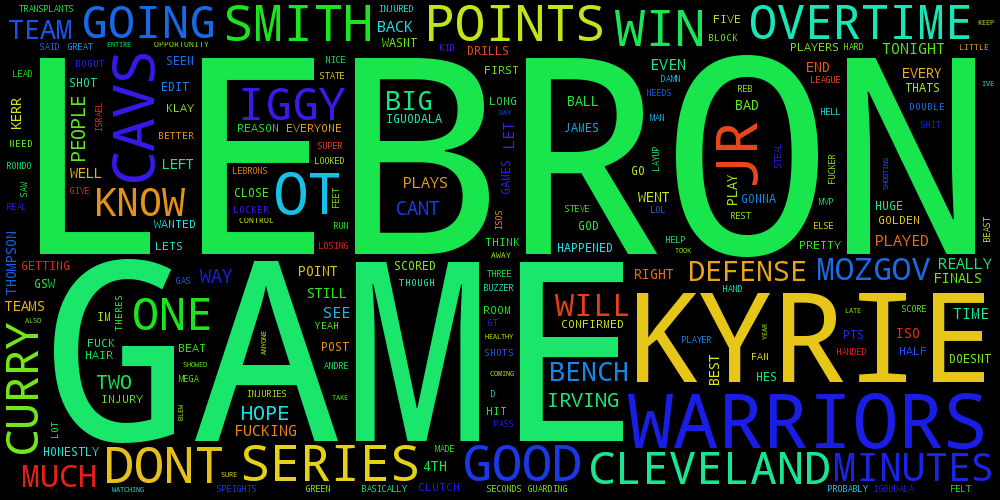 TRANSPLANTS
TEAM
GOING
SMITH
INJURED
BACK
WASNT
POINTS
WIN
FIVE
BLOCK
OVERTIME
KEEP
SAID
GREAT
ENTIRE
OPPORTUNITY
KID
DRILLS
PLAYERS
HARD
TONIGHT
LITTLE
LEBRON
LEAD
BOGUT
SHOT
CAVS
SEEN
EDIT
KLAY
BETTER
LEFT
NICE
STATE
IGGY
REASON
EVERYONE
SUPER
LOOKED
BIG
IGUODALA
FIRST
LONG
DAY
LET
EVEN
DAMN
NEEDS
MAN
BALL
JAMES
REB
BAD
JR
STEAL
END
LEAGUE
HELL
EVERY
THATS
DOUBLE
SHIT
IVE
KERR
PEOPLE
ISRAEL
NEED
RONDO
SAW
REAL
WELL
GIVE
KNOW
WANTED
LETS
LEBRONS
CLOSE
LOCKER
CONTROL
OT
FEET
RUN
LOSING
PLAYS
CANT
GAMES
ISOS
THINK
AWAY
STEVE
GOD
HAPPENED
GO
LAYUP
WENT
LOL
HELP
TOOK
PLAY
GONNA
REST
FUCKER
MVP
ELSE
PRETTY
SHOOTING
HUGE
GOLDEN
PLAYED
BEAST
THOMPSON
GETTING
GSW
GAS
WAY
POINT
SCORED
THOUGH
THREE
BUZZER
RIGHT
DEFENSE
HAND
MOZGOV
REALLY
FINALS
GAME
TEAMS
ALSO
IM
THERES
ONE
STILL
SEE
YEAH
ROOM
GT
WILL
CONFIRMED
KYRIE
LATE
SCORE
TIME
CURRY
FUCK
HAIR
BEAT
SHOWED
MEGA
ANYONE
POST
ANDRE
HEALTHY
SHOTS
COMING
BENCH
PLAYER
BEST
YEAR
FAN
HES
PTS
HANDED
ISO
HALF
DOESNT
TWO
INJURY
BLEW
INJURIES
TAKE
HOPE
FUCKING
D
HIT
PASS
IRVING
WARRIORS
LOT
HONESTLY
MUCH
WATCHING
DONT
SURE
SPEIGHTS
SERIES
GREEN
BASICALLY
MADE
4TH
CLUTCH
GOOD
SECONDS
GUARDING
CLEVELAND
PROBABLY
MINUTES
IGOUDALA
FELT